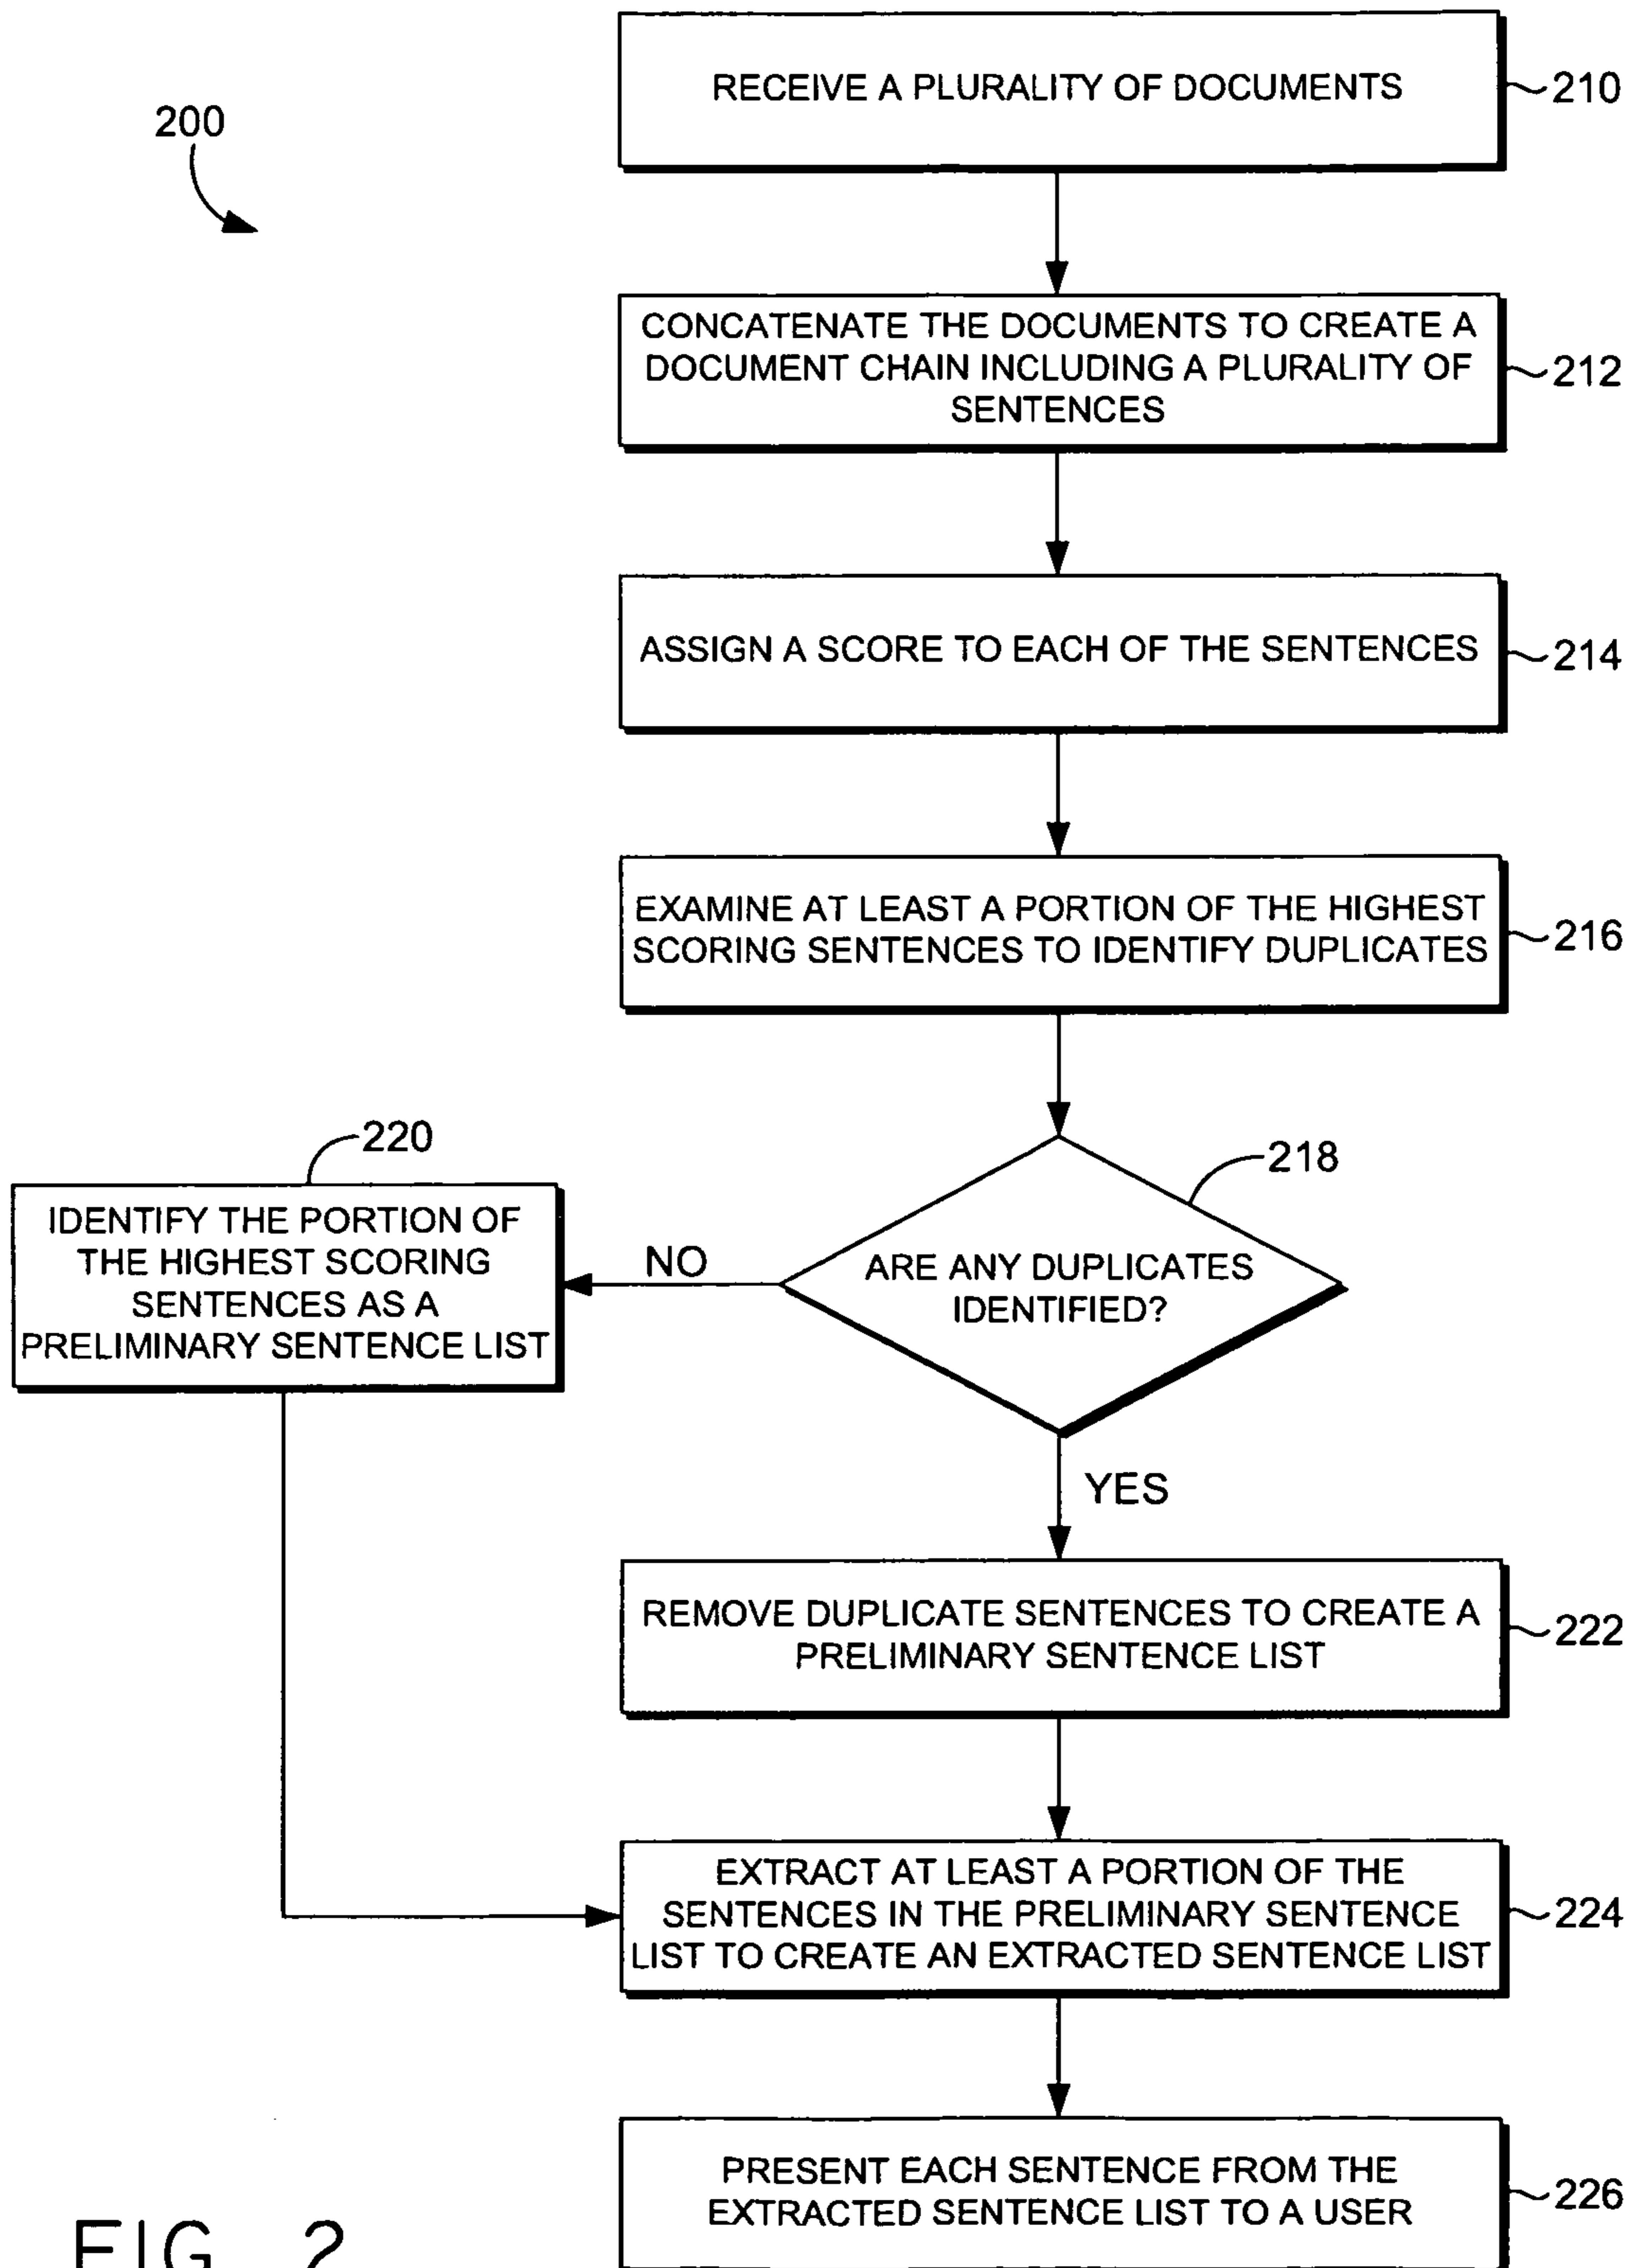 200
RECEIVE A PLURALITY OF DOCUMENTS
210
CONCATENATE THE DOCUMENTS TO CREATE A
DOCUMENT CHAIN INCLUDING A PLURALITY OF
SENTENCES
212
ASSIGN A SCORE TO EACH OF THE SENTENCES
214
EXAMINE AT LEAST A PORTION OF THE HIGHEST
SCORING SENTENCES TO IDENTIFY DUPLICATES
216
218
ARE ANY DUPLICATES
IDENTIFIED?
NO
220
IDENTIFY THE PORTION OF
THE HIGHEST SCORING
SENTENCES AS A
PRELIMINARY SENTENCE LIST
YES
REMOVE DUPLICATE SENTENCES TO CREATE A
PRELIMINARY SENTENCE LIST
222
EXTRACT AT LEAST A PORTION OF THE
SENTENCES IN THE PRELIMINARY SENTENCE
LIST TO CREATE AN EXTRACTED SENTENCE LIST
224
PRESENT EACH SENTENCE FROM THE
EXTRACTED SENTENCE LIST TO A USER
226
FIG. 2